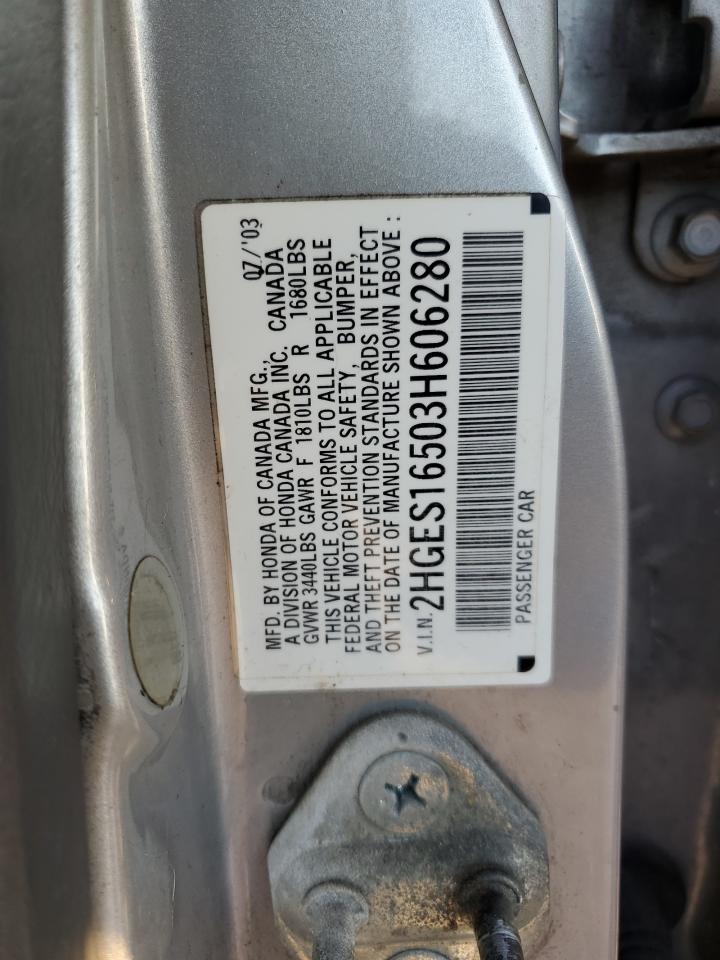 07/'03
MFD. BY HONDA OF CANADA MFG.,
A DIVISION OF HONDA CANADA INC. CANADA
GVWR 3440LBS GAWR F 1810LBS R 1680LBS
THIS VEHICLE CONFORMS TO ALL APPLICABLE
FEDERAL MOTOR VEHICLE SAFETY, BUMPER,
AND THEFT PREVENTION STANDARDS IN EFFECT
ON THE DATE OF MANUFACTURE SHOWN ABOVE :
V.I.N. 2HGES16503H606280
PASSENGER CAR